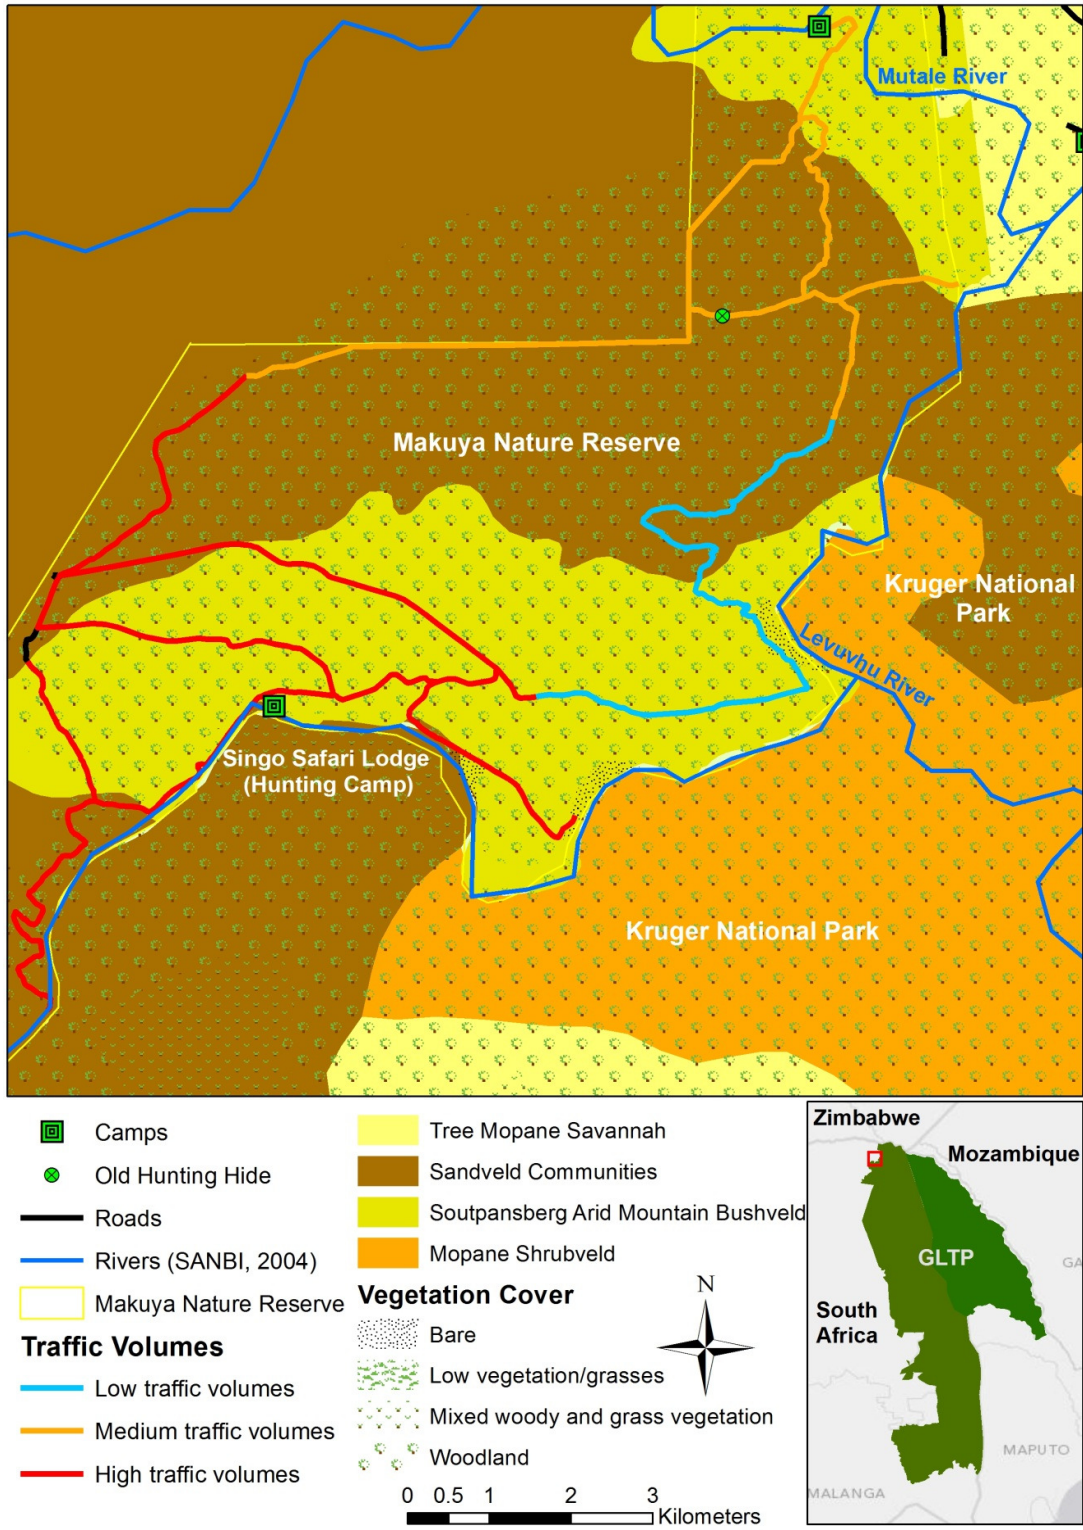 Mutale River
Makuya Nature Reserve
Kruger National
Park
Levuvhu River
Singo Safari Lodge
(Hunting Camp)
Kruger National Park
Camps
Old Hunting Hide
Roads
Rivers (SANBI, 2004)
Makuya Nature Reserve
Traffic Volumes
Low traffic volumes
Medium traffic volumes
High traffic volumes
Tree Mopane Savannah
Sandveld Communities
Soutpansberg Arid Mountain Bushveld
Mopane Shrubveld
Vegetation Cover
Bare
Low vegetation/grasses
Mixed woody and grass vegetation
Woodland
N
0 0.5 1 2 3
Kilometers
Zimbabwe
Mozambique
GLTP
GA
South
Africa
MAPUTO
MALANGA